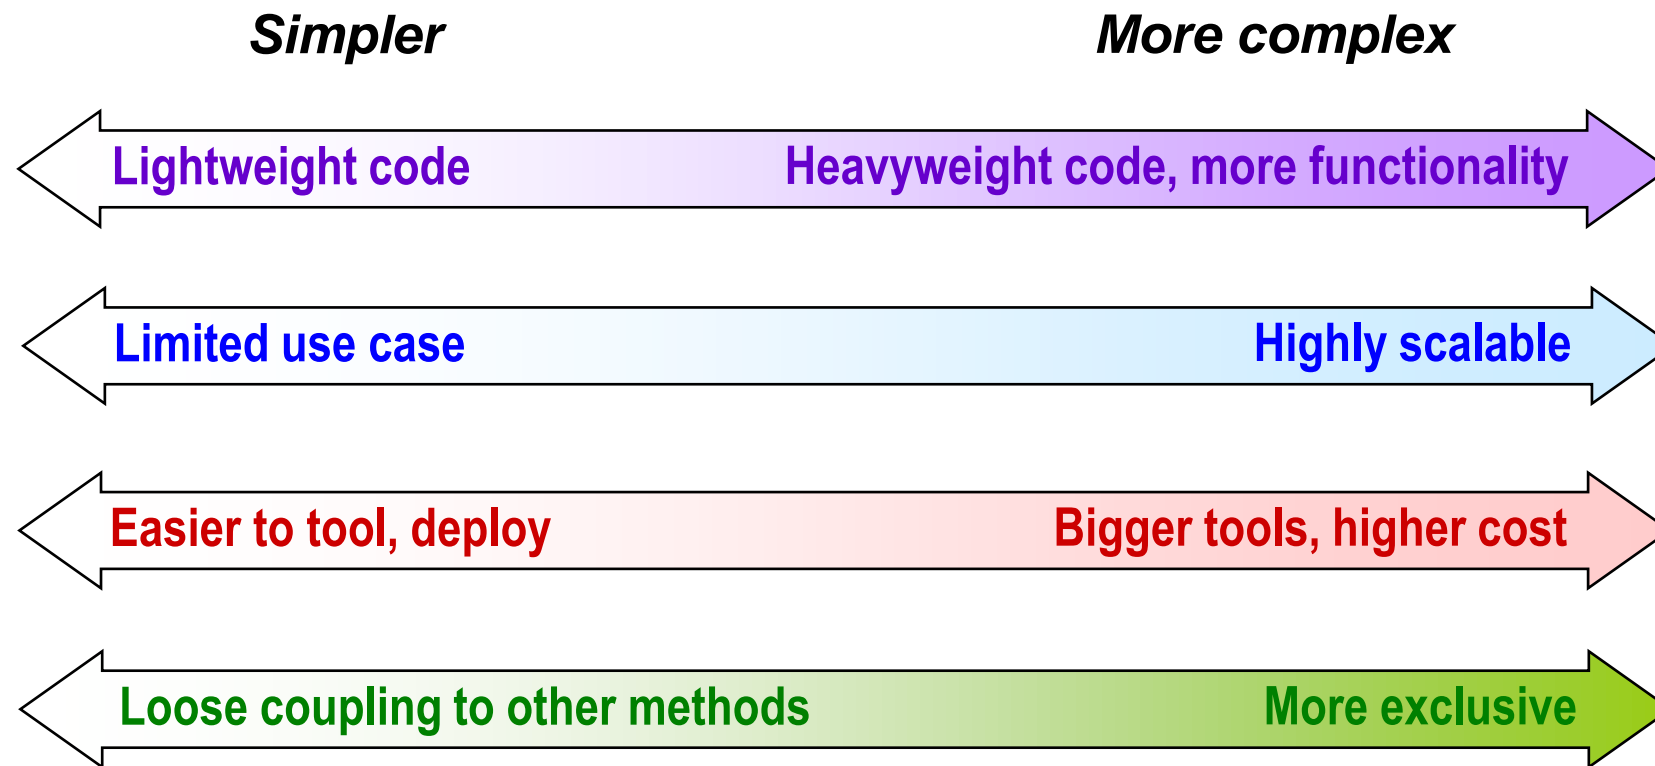 Simpler More complex
Lightweight code Heavyweight code, more functionality
Limited use case Highly scalable
Easier to tool, deploy Bigger tools, higher cost
Loose coupling to other methods More exclusive